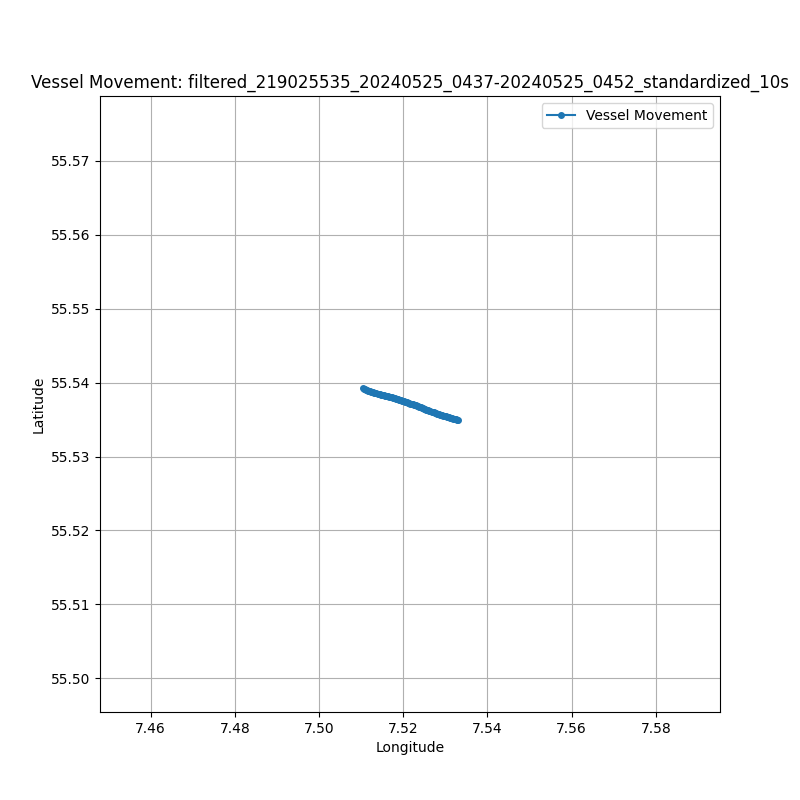 Vessel Movement: filtered_219025535_20240525_0437-20240525_0452_standardized_10s
Vessel Movement
55.57
55.56
55.55
55.54
55.53
55.52
55.51
55.50
Latitude
7.46 7.48 7.50 7.52 7.54 7.56 7.58
Longitude